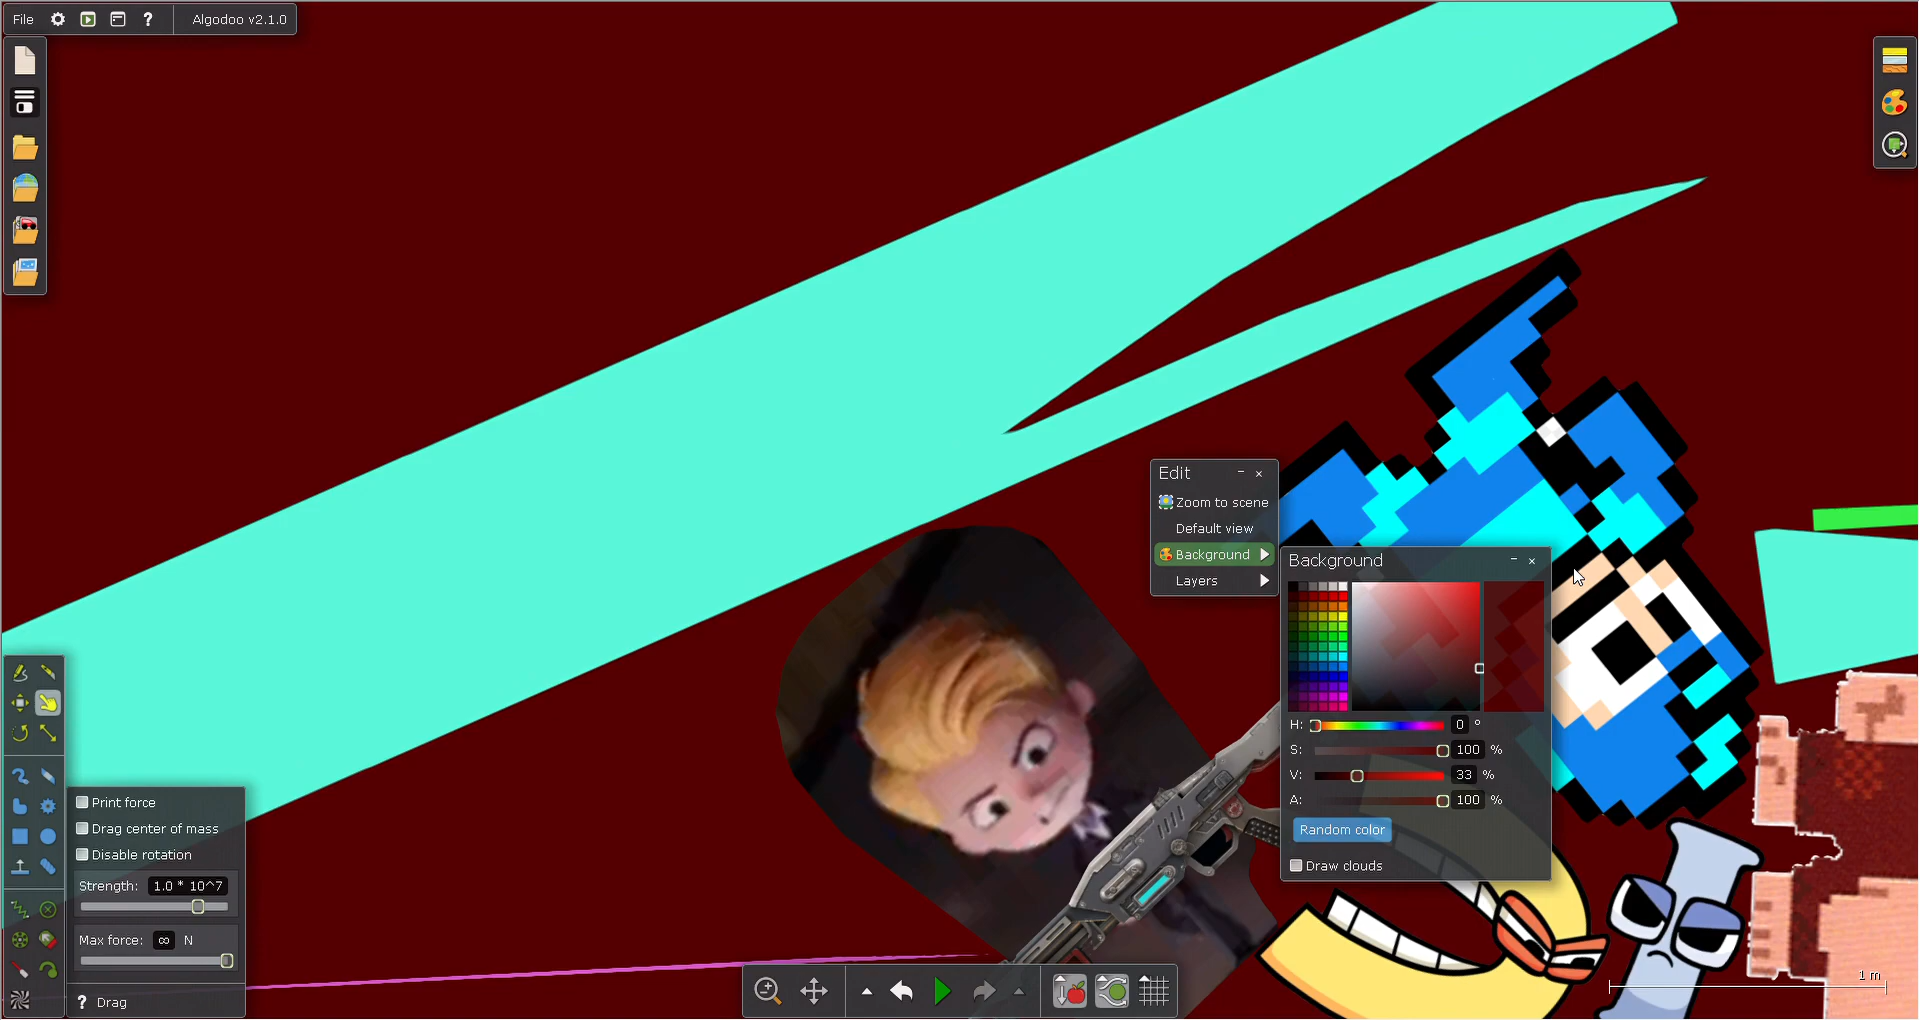 File ? Algodoo v2.1.0
Edit
Zoom to scene
Default view
Background
Layers
Background
H: 0 °
S: 100 %
V: 33 %
A: 100 %
Random color
Draw clouds
Print force
Drag center of mass
Disable rotation
Strength: 1.0 * 10^7
Max force: ∞ N
? Drag
1 m